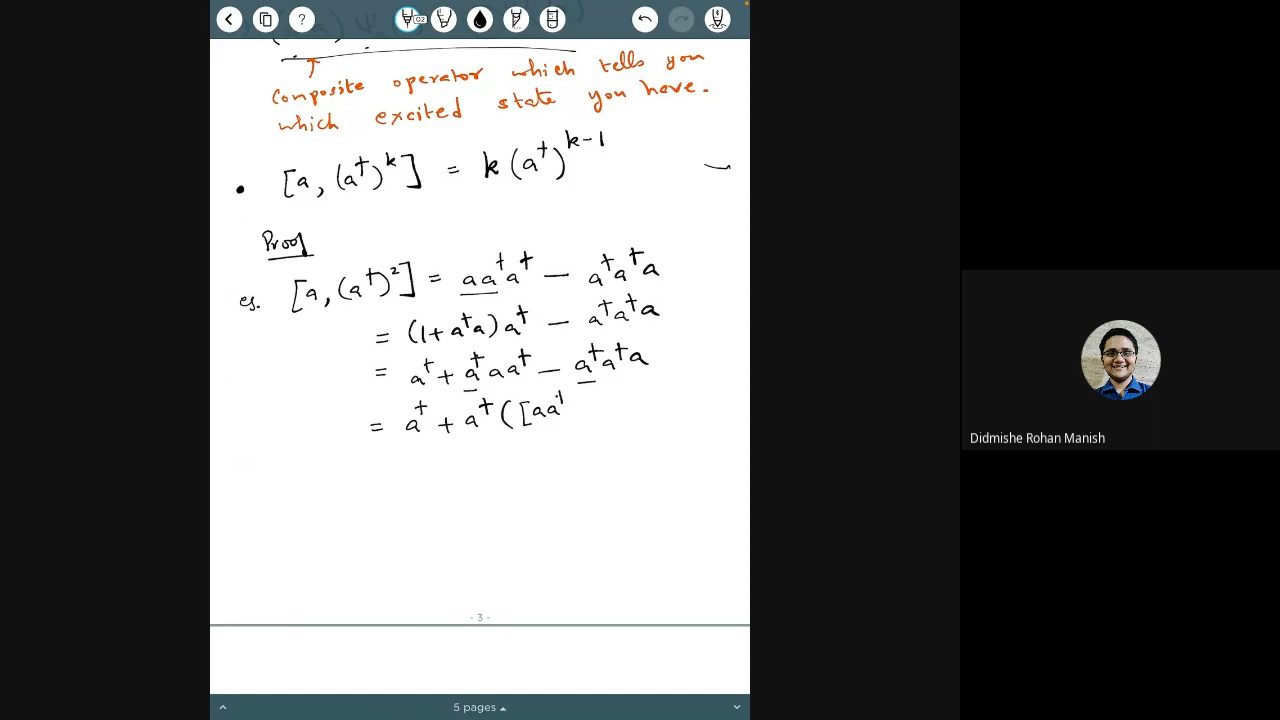 Composite operator which tells you
which excited state you have.
• [a, (a†)^k] = k (a†)^{k-1}
Proof
eg. [a, (a†)²] = a a† a† — a† a† a
= (1 + a† a) a† — a† a† a
= a† + a† a a† — a† a† a
= a† + a† ( [a a†
Didmishe Rohan Manish
- 3 -
5 pages